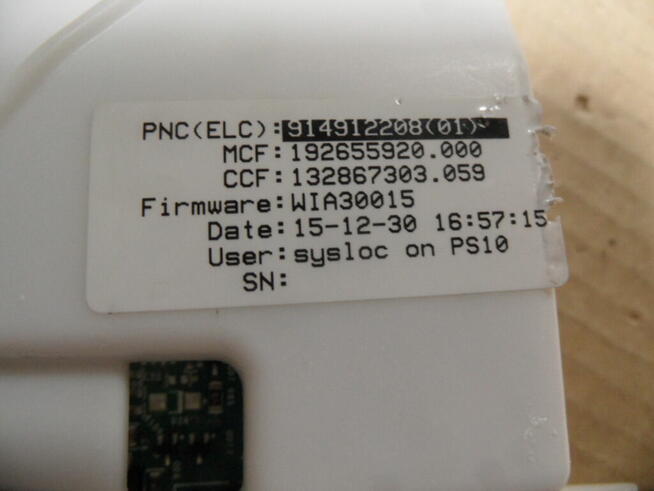 PNC(ELC):914912208(01)
MCF:192655920.000
CCF:132867303.059
Firmware:WIA30015
Date:15-12-30 16:57:15
User:sysloc on PS10
SN: